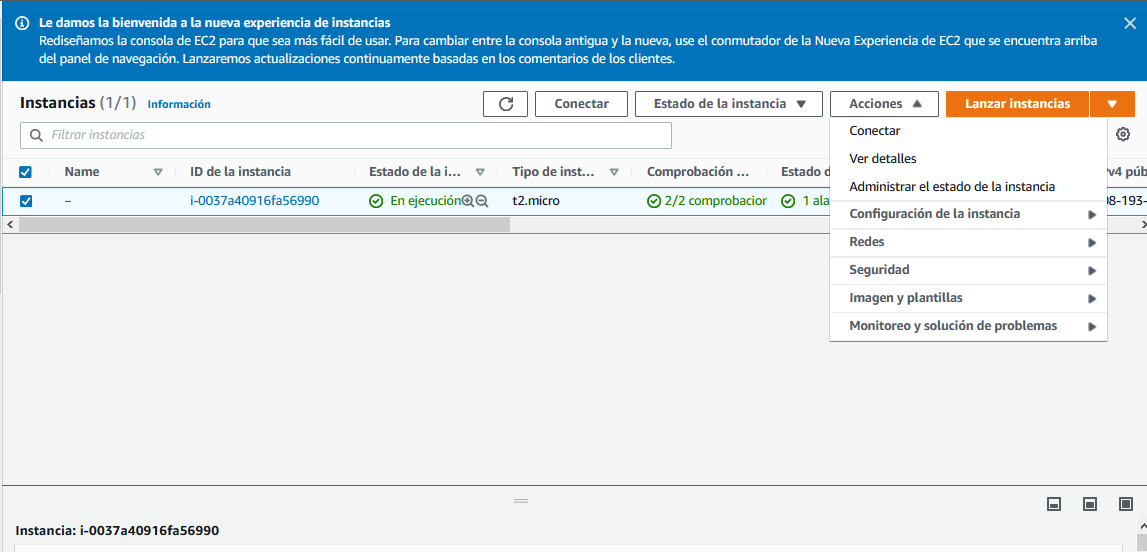 Le damos la bienvenida a la nueva experiencia de instancias
Rediseñamos la consola de EC2 para que sea más fácil de usar. Para cambiar entre la consola antigua y la nueva, use el conmutador de la Nueva Experiencia de EC2 que se encuentra arriba
del panel de navegación. Lanzaremos actualizaciones continuamente basadas en los comentarios de los clientes.
Instancias (1/1) Información Conectar Estado de la instancia Acciones Lanzar instancias
Filtrar instancias
Conectar
Ver detalles
Administrar el estado de la instancia
Configuración de la instancia
Redes
Seguridad
Imagen y plantillas
Monitoreo y solución de problemas
Name ID de la instancia Estado de la i... Tipo de inst... Comprobación ... Estado d v4 púb
– i-0037a40916fa56990 En ejecución t2.micro 2/2 comprobacion 1 ala 8-193-
Instancia: i-0037a40916fa56990